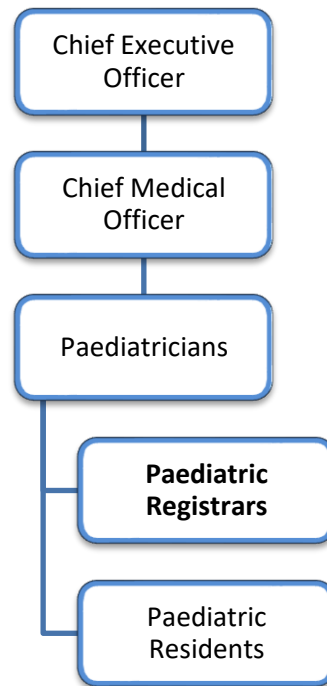 Chief Executive
Officer
Chief Medical
Officer
Paediatricians
Paediatric
Registrars
Paediatric
Residents